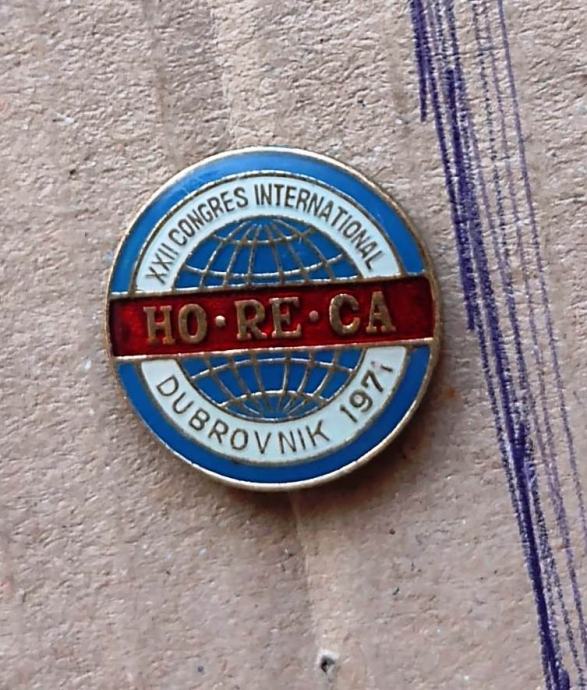 XXII CONGRES INTERNATIONAL
HO·RE·CA
DUBROVNIK 1971